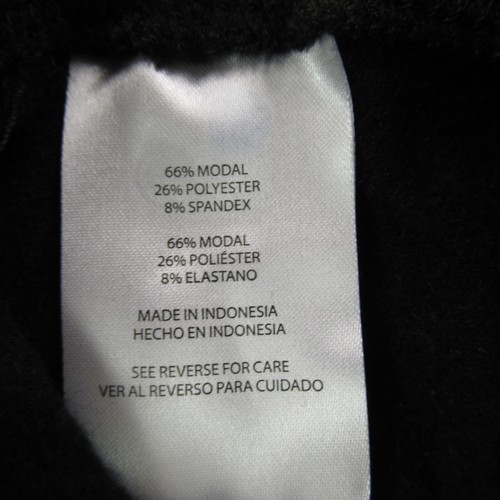 66% MODAL
26% POLYESTER
8% SPANDEX
66% MODAL
26% POLIÉSTER
8% ELASTANO
MADE IN INDONESIA
HECHO EN INDONESIA
SEE REVERSE FOR CARE
VER AL REVERSO PARA CUIDADO